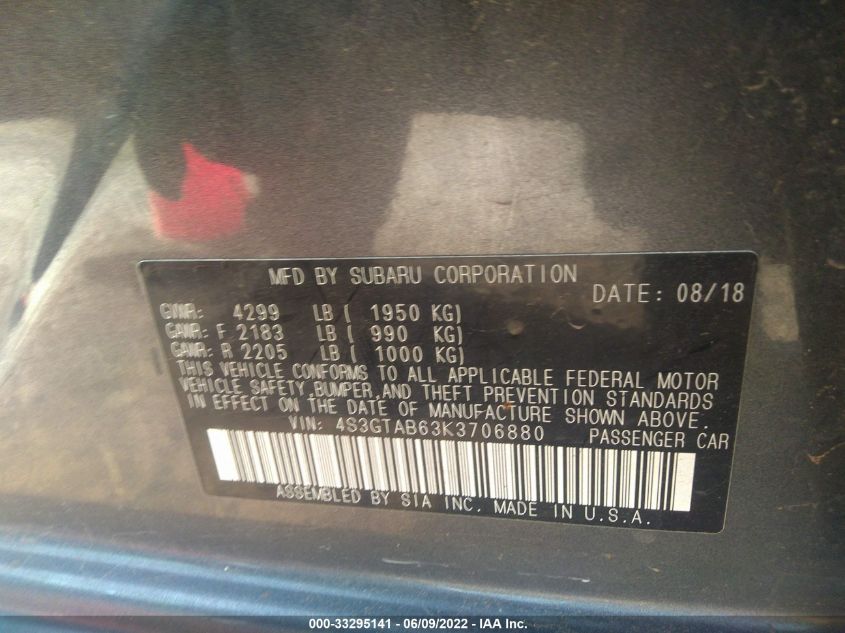 MFD BY SUBARU CORPORATION
DATE: 08/18
GVWR: 4299 LB ( 1950 KG)
GAWR: F 2183 LB ( 990 KG)
GAWR: R 2205 LB ( 1000 KG)
THIS VEHICLE CONFORMS TO ALL APPLICABLE FEDERAL MOTOR
VEHICLE SAFETY, BUMPER, AND THEFT PREVENTION STANDARDS
IN EFFECT ON THE DATE OF MANUFACTURE SHOWN ABOVE.
VIN: 4S3GTAB63K3706880 PASSENGER CAR
ASSEMBLED BY SIA INC. MADE IN U.S.A.
000-33295141 - 06/09/2022 - IAA Inc.